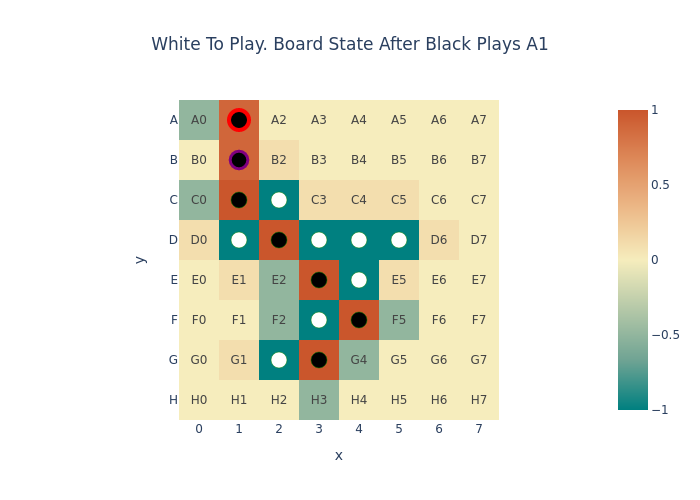 White To Play. Board State After Black Plays A1
A A0 A2 A3 A4 A5 A6 A7
B B0 B2 B3 B4 B5 B6 B7
C C0 C3 C4 C5 C6 C7
D D0 D6 D7
E E0 E1 E2 E5 E6 E7
F F0 F1 F2 F5 F6 F7
G G0 G1 G4 G5 G6 G7
H H0 H1 H2 H3 H4 H5 H6 H7
0 1 2 3 4 5 6 7
x
y
1
0.5
0
−0.5
−1